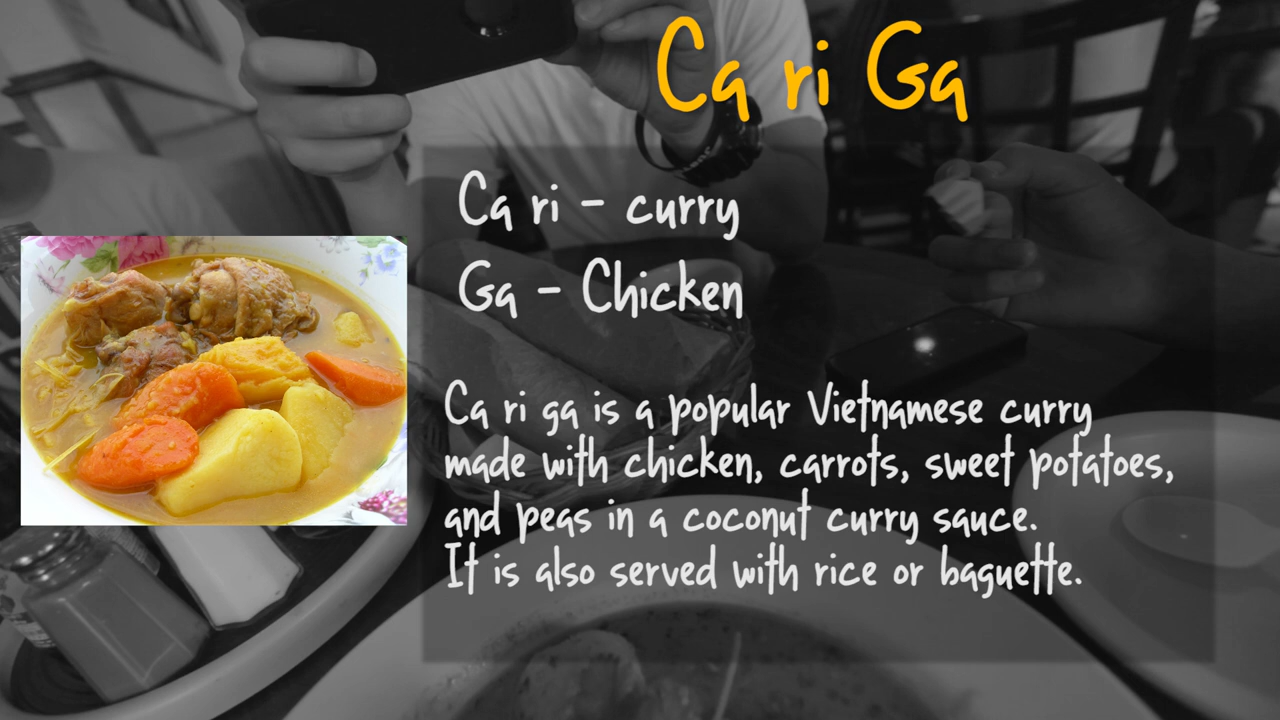 Ca ri Ga
Ca ri - curry
Ga - Chicken
Ca ri ga is a popular Vietnamese curry
made with chicken, carrots, sweet potatoes,
and peas in a coconut curry sauce.
It is also served with rice or baguette.